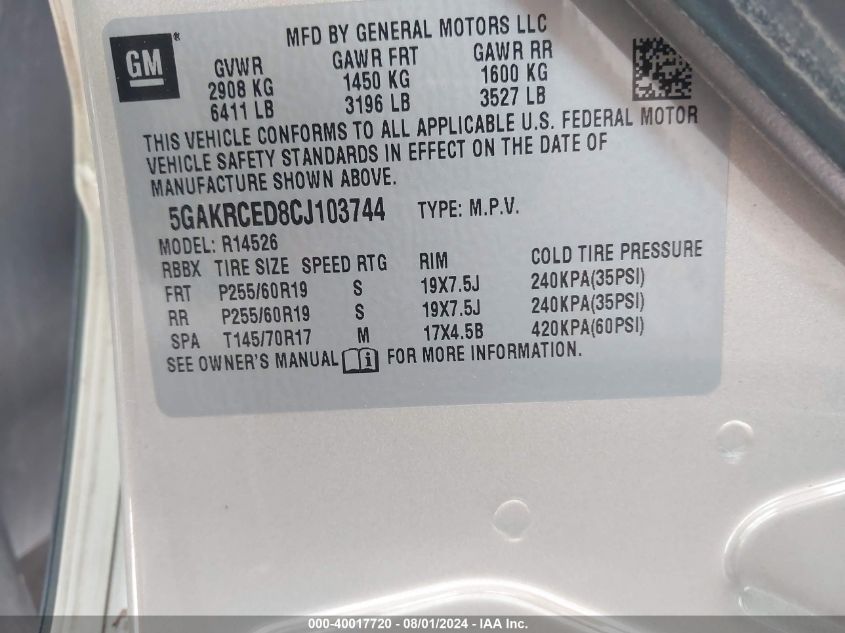 MFD BY GENERAL MOTORS LLC
GM®
GVWR GAWR FRT GAWR RR
2908 KG 1450 KG 1600 KG
6411 LB 3196 LB 3527 LB
THIS VEHICLE CONFORMS TO ALL APPLICABLE U.S. FEDERAL MOTOR
VEHICLE SAFETY STANDARDS IN EFFECT ON THE DATE OF
MANUFACTURE SHOWN ABOVE.
5GAKRCED8CJ103744 TYPE: M.P.V.
MODEL: R14526
RBBX TIRE SIZE SPEED RTG RIM COLD TIRE PRESSURE
FRT P255/60R19 S 19X7.5J 240KPA(35PSI)
RR P255/60R19 S 19X7.5J 240KPA(35PSI)
SPA T145/70R17 M 17X4.5B 420KPA(60PSI)
SEE OWNER'S MANUAL i FOR MORE INFORMATION.
000-40017720 - 08/01/2024 - IAA Inc.